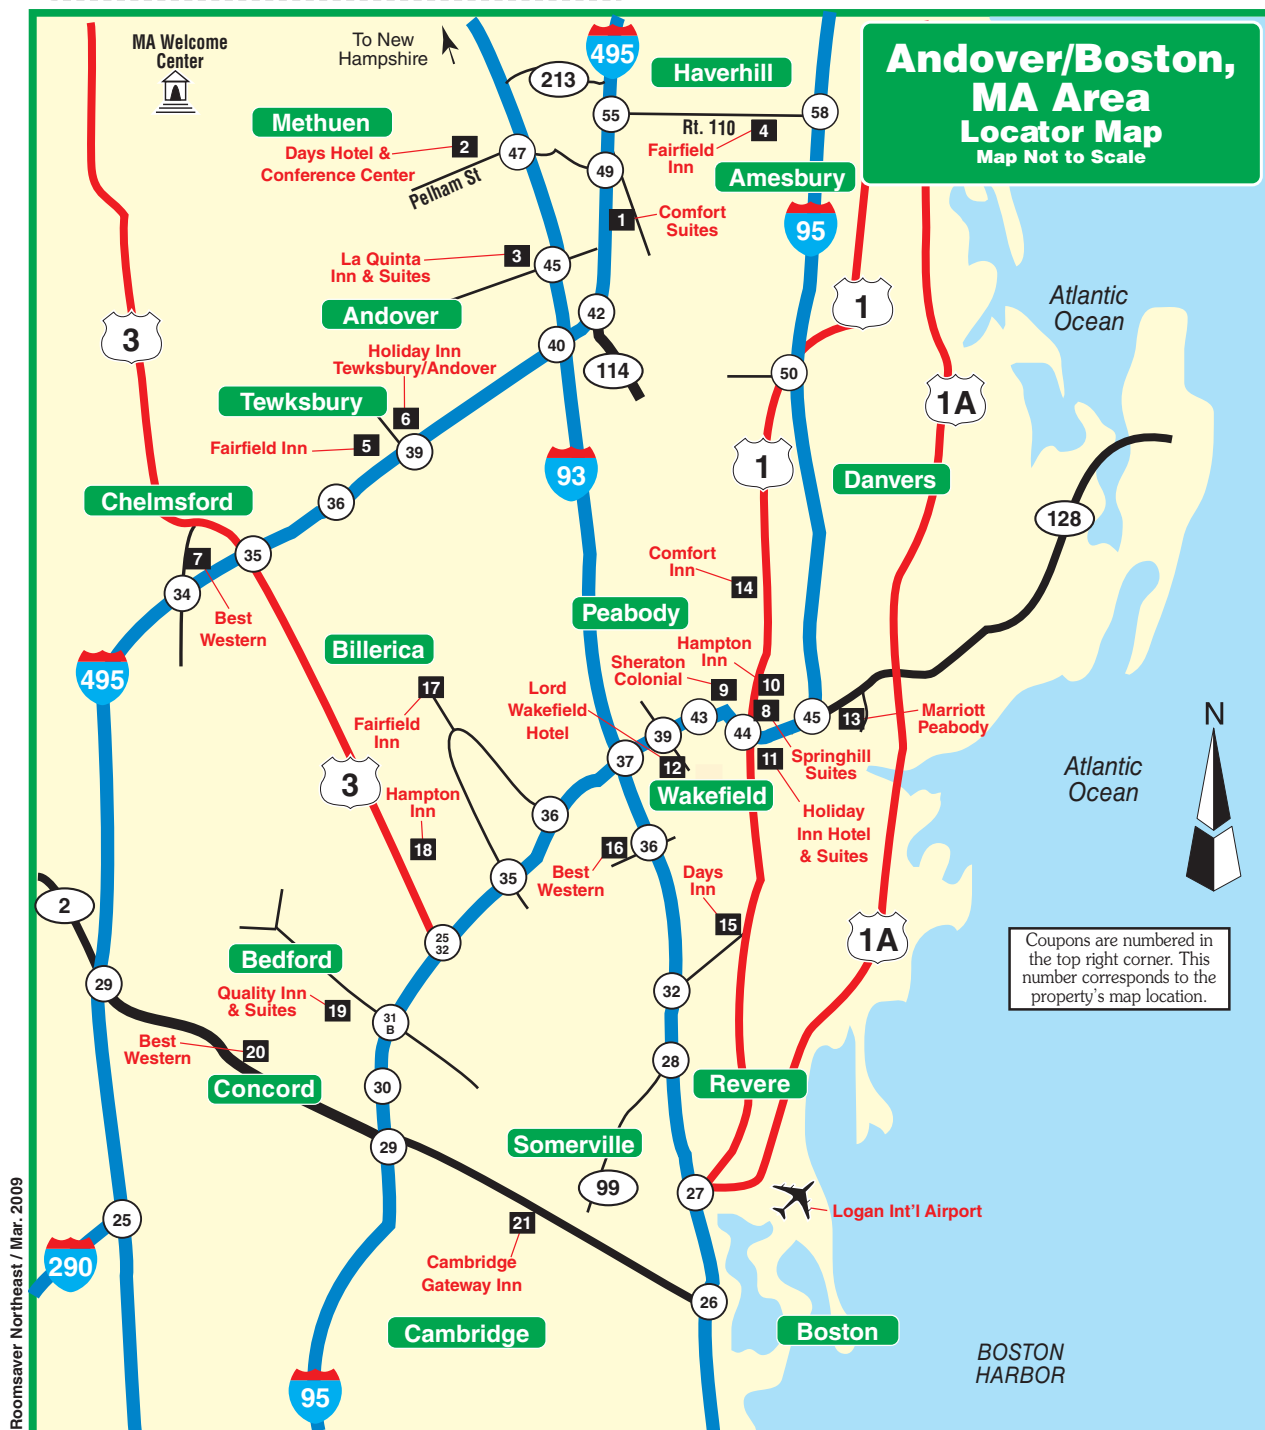 Andover/Boston,
MA Area
Locator Map
Map Not to Scale
MA Welcome
Center
To New
Hampshire
495
213
Haverhill
55
58
Rt. 110
4
Fairfield
Inn
Methuen
2
Days Hotel &
Conference Center
Pelham St
47
49
Amesbury
1
Comfort
Suites
95
3
La Quinta
Inn & Suites
45
Andover
42
1
Atlantic
Ocean
3
40
114
50
Holiday Inn
Tewksbury/Andover
1A
Tewksbury
6
5
Fairfield Inn
39
93
1
Danvers
Chelmsford
36
128
35
7
34
Best
Western
Comfort
Inn
14
Peabody
Billerica
Hampton
Inn
Sheraton
Colonial
495
17
9
10
Lord
Wakefield
Hotel
Fairfield
Inn
43
8
45
13
Marriott
Peabody
N
39
44
37
12
11
Springhill
Suites
Atlantic
Ocean
3
Wakefield
Hampton
Inn
18
36
Holiday
Inn Hotel
& Suites
16
36
Best
Western
35
Days
Inn
15
2
25
32
1A
Bedford
Coupons are numbered in
the top right corner. This
number corresponds to the
property's map location.
29
32
Quality Inn
& Suites
19
31
B
Best
Western
20
28
Concord
30
Revere
29
Somerville
99
27
Logan Int'l Airport
25
21
290
Cambridge
Gateway Inn
26
Cambridge
Boston
BOSTON
HARBOR
95
Roomsaver Northeast / Mar. 2009